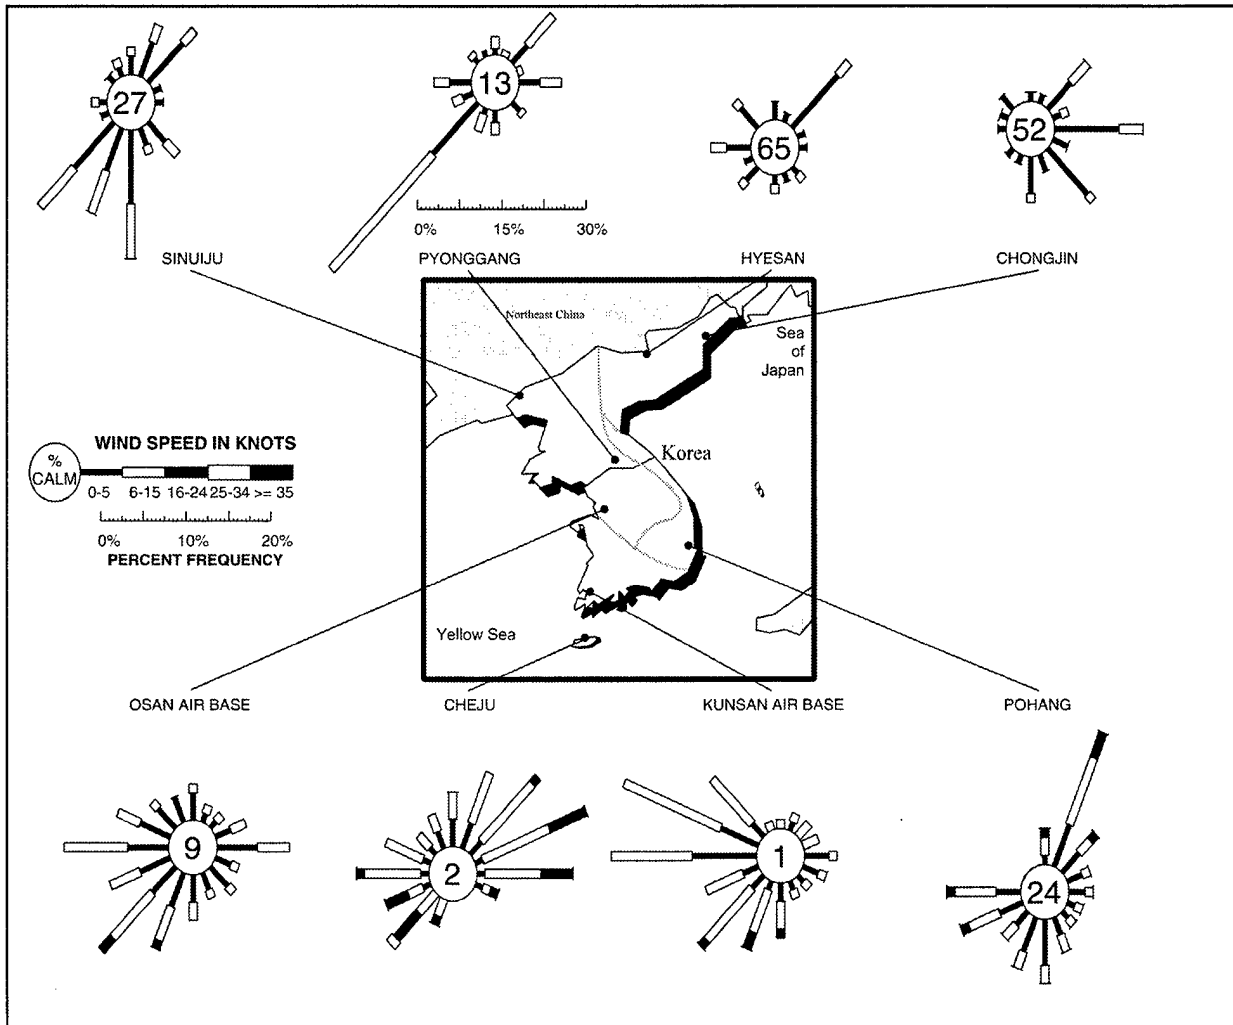 27
13
65
52
0% 15% 30%
SINUIJU PYONGGANG HYESAN CHONGJIN
Northeast China
Sea
of
Japan
Korea
WIND SPEED IN KNOTS
%
CALM
0-5 6-15 16-24 25-34 >= 35
0% 10% 20%
PERCENT FREQUENCY
Yellow Sea
OSAN AIR BASE CHEJU KUNSAN AIR BASE POHANG
9
2
1
24